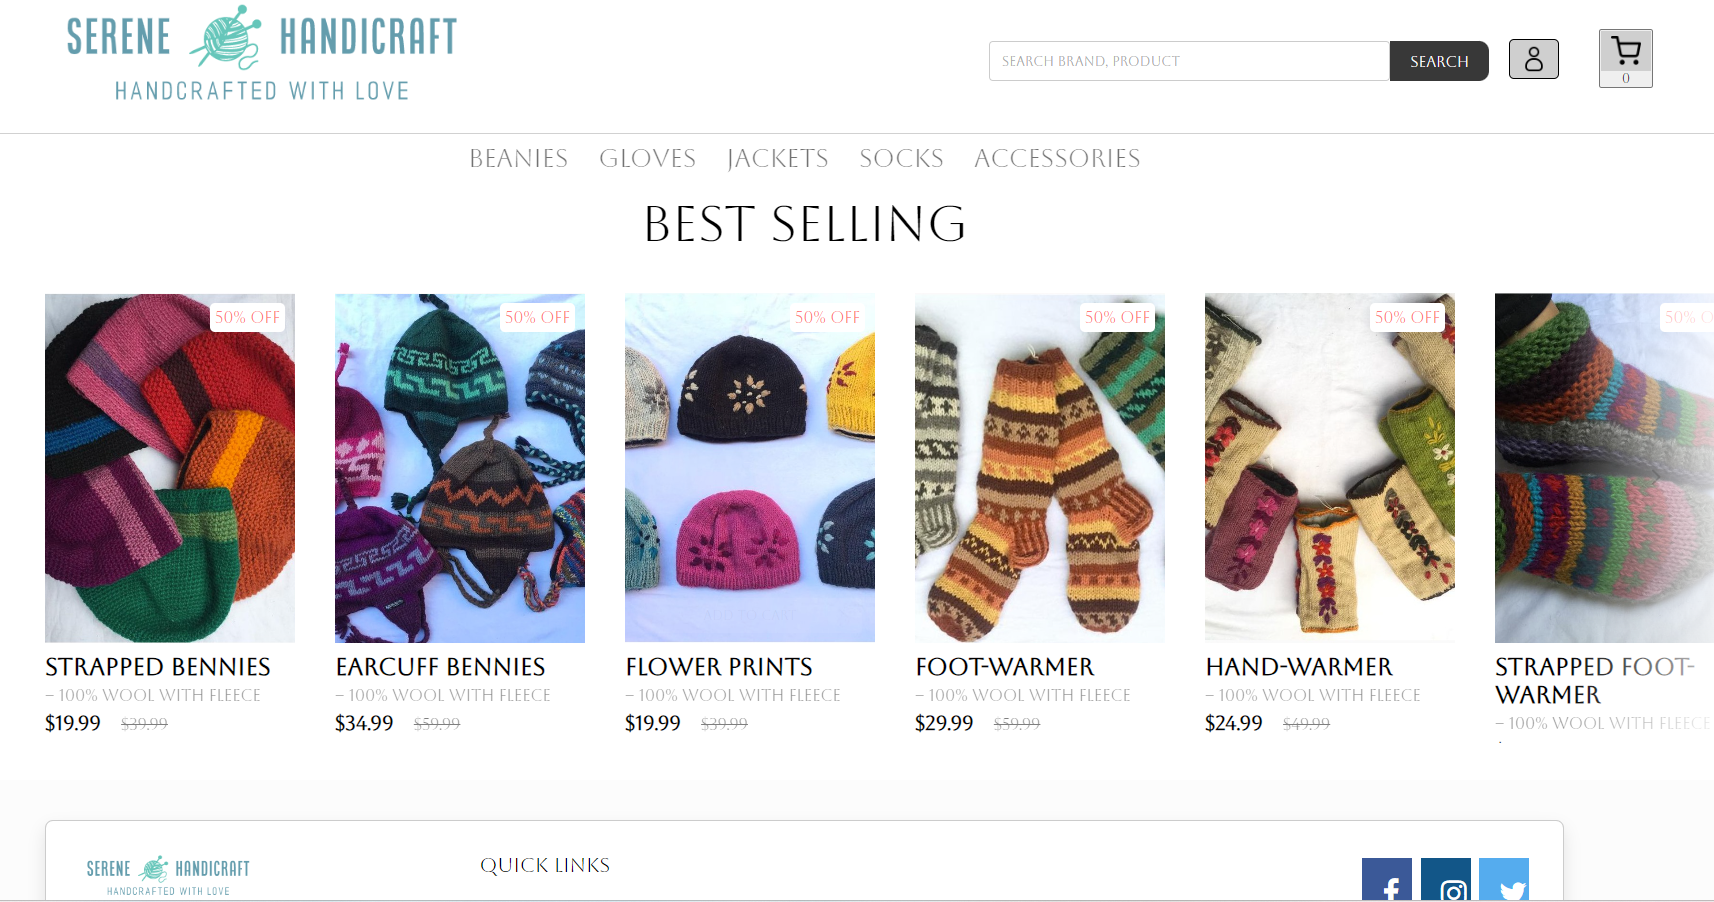 SERENE HANDICRAFT
HANDCRAFTED WITH LOVE
SEARCH BRAND, PRODUCT
SEARCH
0
BEANIES GLOVES JACKETS SOCKS ACCESSORIES
BEST SELLING
50% OFF
50% OFF
50% OFF
50% OFF
50% OFF
50% O
STRAPPED BENNIES
– 100% WOOL WITH FLEECE
$19.99 $39.99
EARCUFF BENNIES
– 100% WOOL WITH FLEECE
$34.99 $59.99
FLOWER PRINTS
– 100% WOOL WITH FLEECE
$19.99 $39.99
FOOT-WARMER
– 100% WOOL WITH FLEECE
$29.99 $59.99
HAND-WARMER
– 100% WOOL WITH FLEECE
$24.99 $49.99
STRAPPED FOOT-
WARMER
– 100% WOOL WITH FLEECE
SERENE HANDICRAFT
HANDCRAFTED WITH LOVE
QUICK LINKS